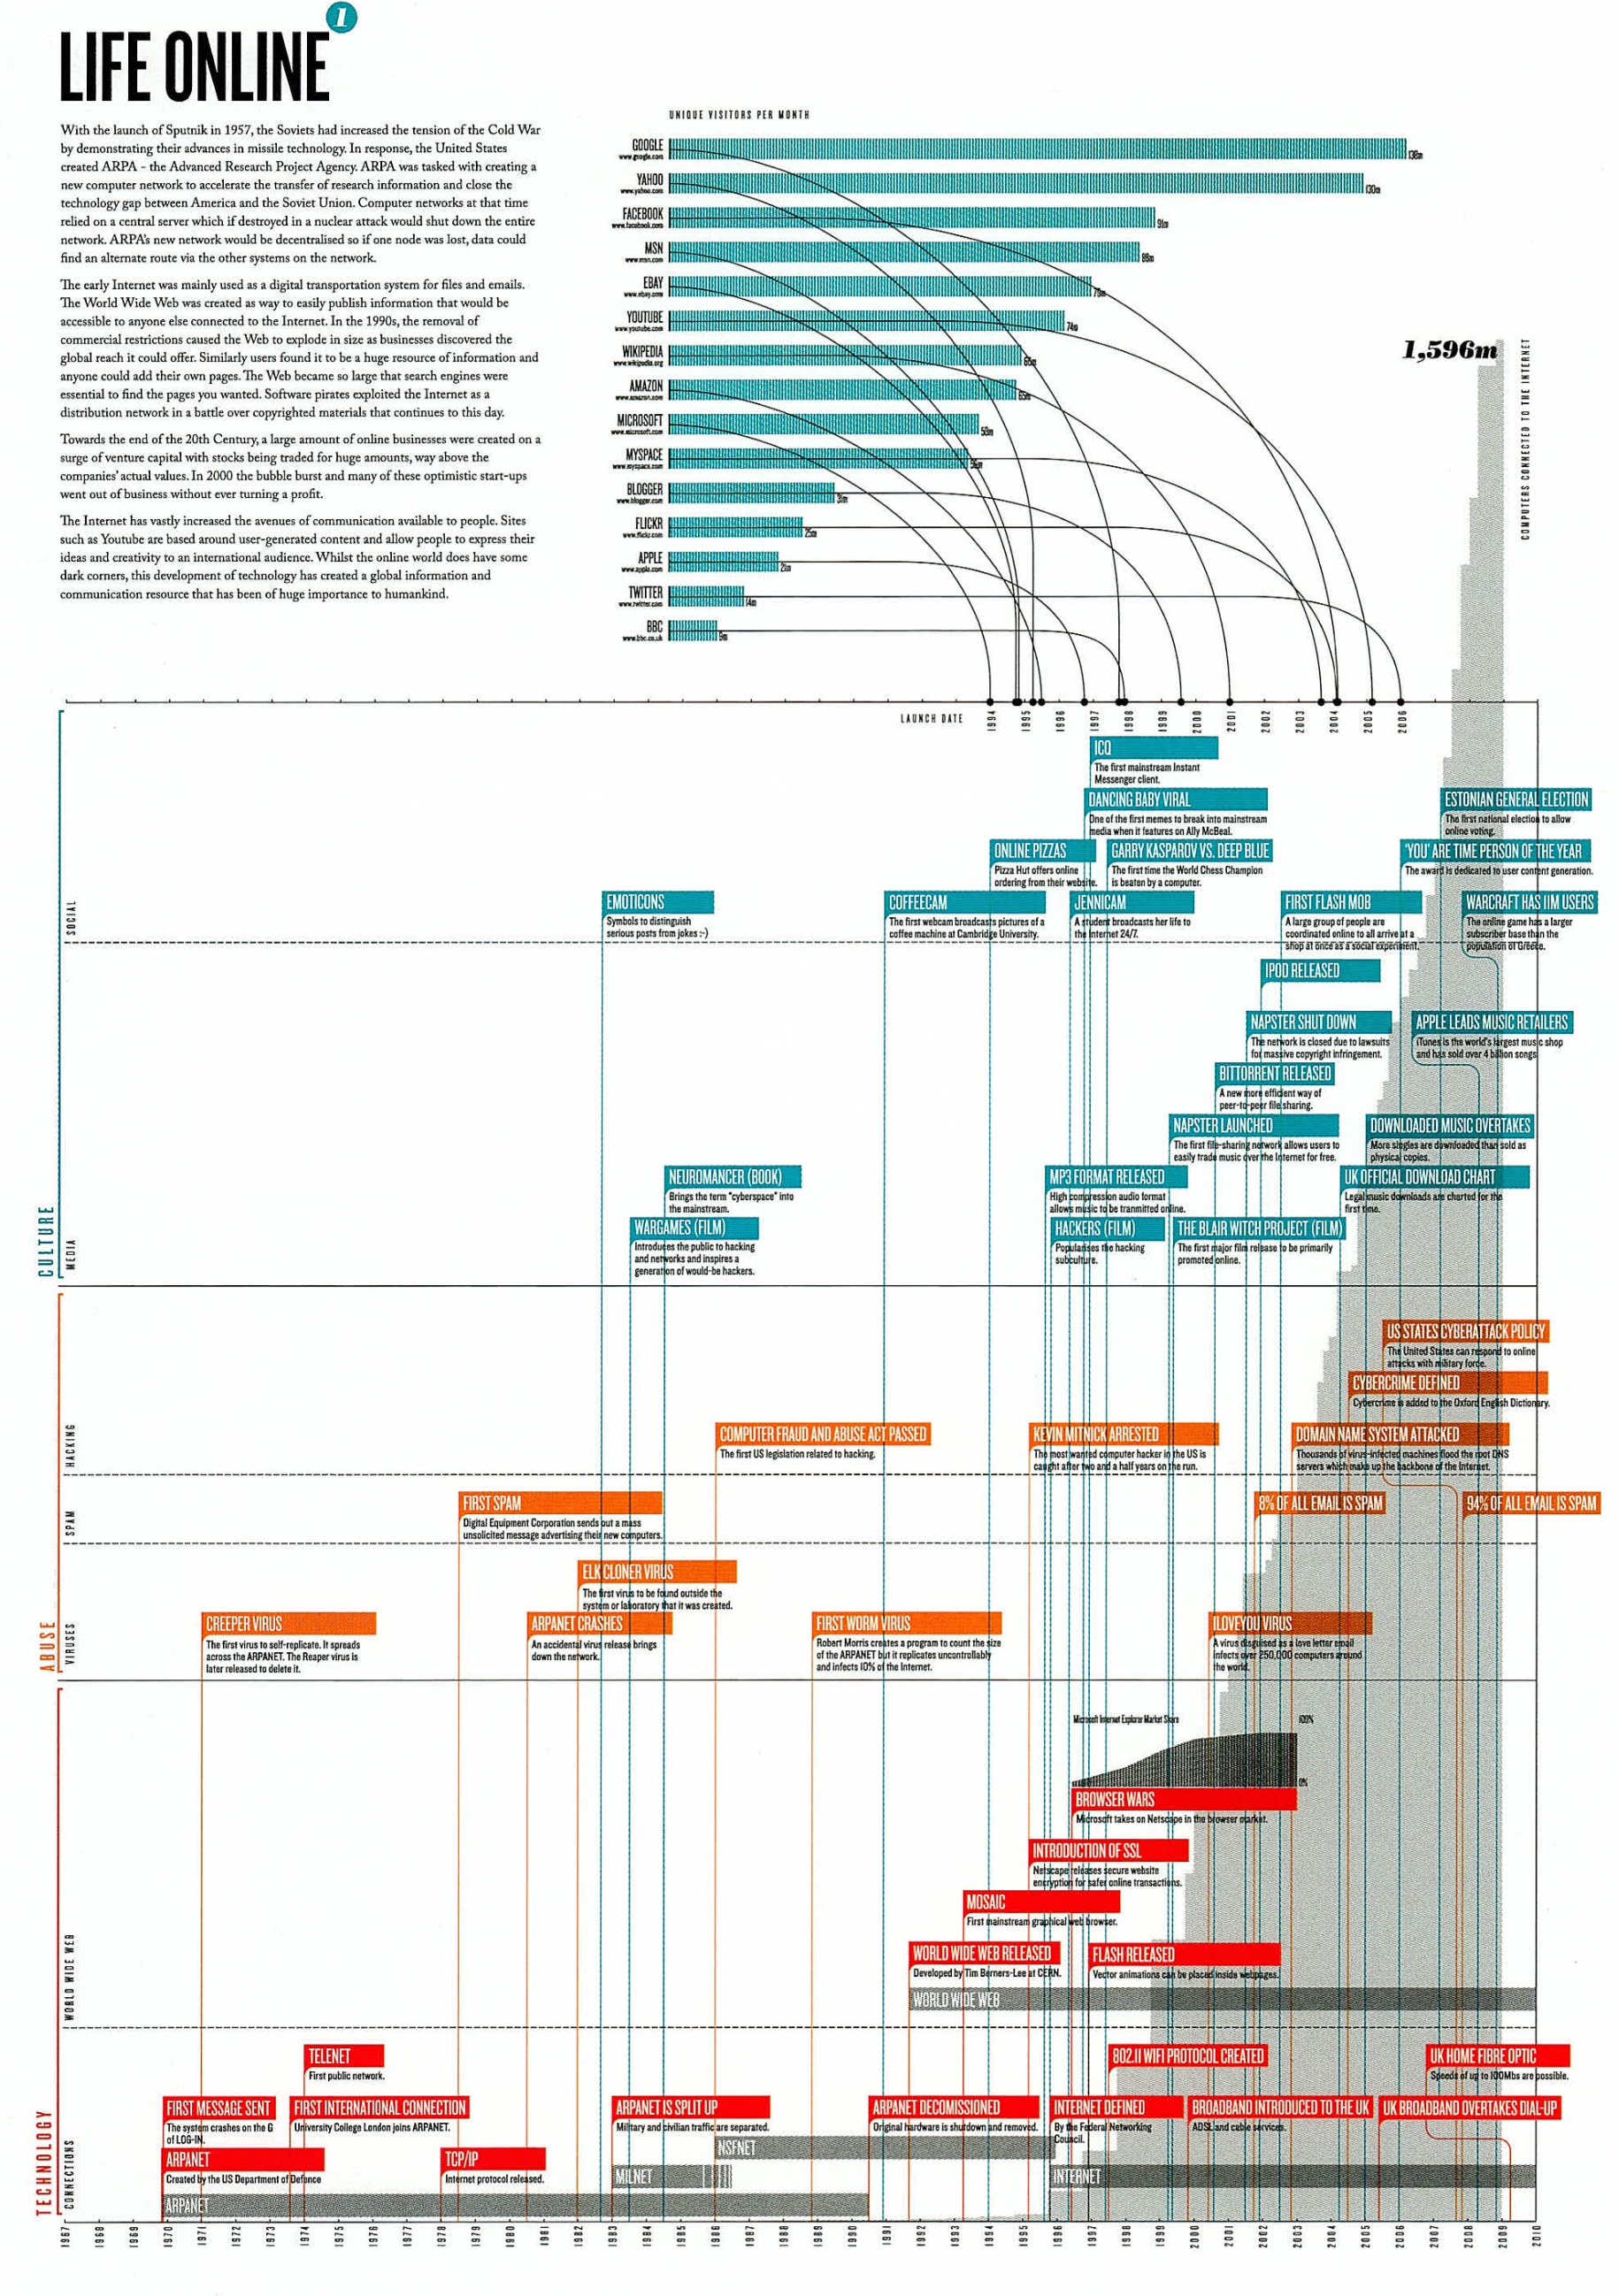 1
LIFE ONLINE
With the launch of Sputnik in 1957, the Soviets had increased the tension of the Cold War
by demonstrating their advances in missile technology. In response, the United States
created ARPA - the Advanced Research Project Agency. ARPA was tasked with creating a
new computer network to accelerate the transfer of research information and close the
technology gap between America and the Soviet Union. Computer networks at that time
relied on a central server which if destroyed in a nuclear attack would shut down the entire
network. ARPA's new network would be decentralised so if one node was lost, data could
find an alternate route via the other systems on the network.
The early Internet was mainly used as a digital transportation system for files and emails.
The World Wide Web was created as way to easily publish information that would be
accessible to anyone else connected to the Internet. In the 1990s, the removal of
commercial restrictions caused the Web to explode in size as businesses discovered the
global reach it could offer. Similarly users found it to be a huge resource of information and
anyone could add their own pages. The Web became so large that search engines were
essential to find the pages you wanted. Software pirates exploited the Internet as a
distribution network in a battle over copyrighted materials that continues to this day.
Towards the end of the 20th Century, a large amount of online businesses were created on a
surge of venture capital with stocks being traded for huge amounts, way above the
companies' actual values. In 2000 the bubble burst and many of these optimistic start-ups
went out of business without ever turning a profit.
The Internet has vastly increased the avenues of communication available to people. Sites
such as Youtube are based around user-generated content and allow people to express their
ideas and creativity to an international audience. Whilst the online world does have some
dark corners, this development of technology has created a global information and
communication resource that has been of huge importance to humankind.
UNIQUE VISITORS PER MONTH
GOOGLE
www.google.com
138m
YAHOO
www.yahoo.com
130m
FACEBOOK
www.facebook.com
91m
MSN
www.msn.com
88m
EBAY
www.ebay.com
YOUTUBE
www.youtube.com
74m
WIKIPEDIA
www.wikipedia.org
AMAZON
www.amazon.com
65m
MICROSOFT
www.microsoft.com
58m
MYSPACE
www.myspace.com
BLOGGER
www.blogger.com
31m
FLICKR
www.flickr.com
25m
APPLE
www.apple.com
21m
TWITTER
www.twitter.com
14m
BBC
www.bbc.co.uk
9m
1,596m
COMPUTERS CONNECTED TO THE INTERNET
LAUNCH DATE
1994
1995
1996
1997
1998
1999
2000
2001
2002
2003
2004
2005
2006
CULTURE
SOCIAL
ICQ
The first mainstream Instant
Messenger client.
DANCING BABY VIRAL
One of the first memes to break into mainstream
media when it features on Ally McBeal.
ESTONIAN GENERAL ELECTION
The first national election to allow
online voting.
ONLINE PIZZAS
Pizza Hut offers online
ordering from their website.
GARRY KASPAROV VS. DEEP BLUE
The first time the World Chess Champion
is beaten by a computer.
'YOU' ARE TIME PERSON OF THE YEAR
The award is dedicated to user content generation.
EMOTICONS
Symbols to distinguish
serious posts from jokes :-)
COFFEECAM
The first webcam broadcasts pictures of a
coffee machine at Cambridge University.
JENNICAM
A student broadcasts her life to
the Internet 24/7.
FIRST FLASH MOB
A large group of people are
coordinated online to all arrive at a
shop at once as a social experiment.
WARCRAFT HAS 11M USERS
The online game has a larger
subscriber base than the
population of Greece.
MEDIA
IPOD RELEASED
NAPSTER SHUT DOWN
The network is closed due to lawsuits
for massive copyright infringement.
APPLE LEADS MUSIC RETAILERS
iTunes is the world's largest music shop
and has sold over 4 billion songs
BITTORRENT RELEASED
A new more efficient way of
peer-to-peer file sharing.
NAPSTER LAUNCHED
The first file-sharing network allows users to
easily trade music over the Internet for free.
DOWNLOADED MUSIC OVERTAKES
More singles are downloaded than sold as
physical copies.
NEUROMANCER (BOOK)
Brings the term "cyberspace" into
the mainstream.
MP3 FORMAT RELEASED
High compression audio format
allows music to be tranmitted online.
UK OFFICIAL DOWNLOAD CHART
Legal music downloads are charted for the
first time.
WARGAMES (FILM)
Introduces the public to hacking
and networks and inspires a
generation of would-be hackers.
HACKERS (FILM)
Popularises the hacking
subculture.
THE BLAIR WITCH PROJECT (FILM)
The first major film release to be primarily
promoted online.
ABUSE
HACKING
US STATES CYBERATTACK POLICY
The United States can respond to online
attacks with military force.
CYBERCRIME DEFINED
Cybercrime is added to the Oxford English Dictionary.
COMPUTER FRAUD AND ABUSE ACT PASSED
The first US legislation related to hacking.
KEVIN MITNICK ARRESTED
The most wanted computer hacker in the US is
caught after two and a half years on the run.
DOMAIN NAME SYSTEM ATTACKED
Thousands of virus-infected machines flood the root DNS
servers which make up the backbone of the Internet.
SPAM
FIRST SPAM
Digital Equipment Corporation sends out a mass
unsolicited message advertising their new computers.
8% OF ALL EMAIL IS SPAM
94% OF ALL EMAIL IS SPAM
VIRUSES
ELK CLONER VIRUS
The first virus to be found outside the
system or laboratory that it was created.
CREEPER VIRUS
The first virus to self-replicate. It spreads
across the ARPANET. The Reaper virus is
later released to delete it.
ARPANET CRASHES
An accidental virus release brings
down the network.
FIRST WORM VIRUS
Robert Morris creates a program to count the size
of the ARPANET but it replicates uncontrollably
and infects 10% of the Internet.
ILOVEYOU VIRUS
A virus disguised as a love letter email
infects over 250,000 computers around
the world.
TECHNOLOGY
WORLD WIDE WEB
Microsoft Internet Explorer Market Share
100%
0%
BROWSER WARS
Microsoft takes on Netscape in the browser market.
INTRODUCTION OF SSL
Netscape releases secure website
encryption for safer online transactions.
MOSAIC
First mainstream graphical web browser.
WORLD WIDE WEB RELEASED
Developed by Tim Berners-Lee at CERN.
FLASH RELEASED
Vector animations can be placed inside webpages.
WORLD WIDE WEB
CONNECTIONS
TELENET
First public network.
802.11 WIFI PROTOCOL CREATED
UK HOME FIBRE OPTIC
Speeds of up to 100Mbs are possible.
FIRST MESSAGE SENT
The system crashes on the G
of LOG-IN.
FIRST INTERNATIONAL CONNECTION
University College London joins ARPANET.
ARPANET IS SPLIT UP
Military and civilian traffic are separated.
ARPANET DECOMISSIONED
Original hardware is shutdown and removed.
INTERNET DEFINED
By the Federal Networking
Council.
BROADBAND INTRODUCED TO THE UK
ADSL and cable services.
UK BROADBAND OVERTAKES DIAL-UP
NSFNET
ARPANET
Created by the US Department of Defence
TCP/IP
Internet protocol released.
MILNET
INTERNET
ARPANET
1967
1968
1969
1970
1971
1972
1973
1974
1975
1976
1977
1978
1979
1980
1981
1982
1983
1984
1985
1986
1987
1988
1989
1990
1991
1992
1993
1994
1995
1996
1997
1998
1999
2000
2001
2002
2003
2004
2005
2006
2007
2008
2009
2010